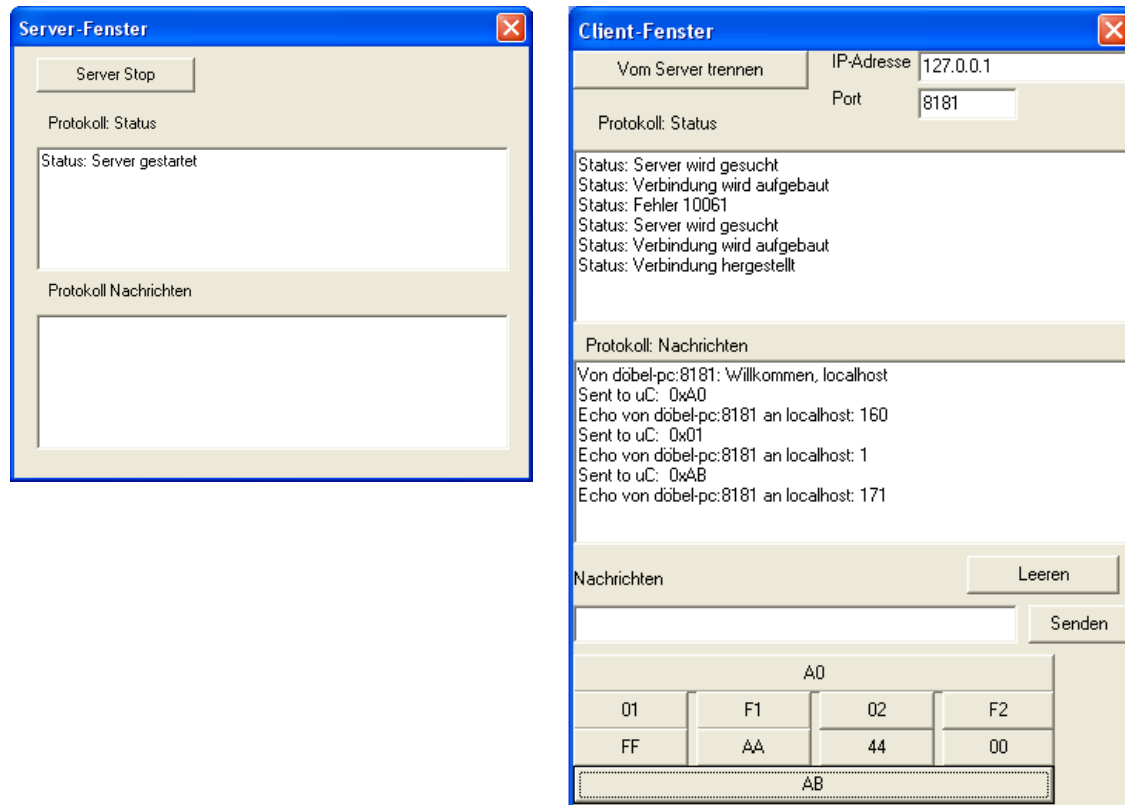 Server-Fenster
Server Stop
Protokoll: Status
Status: Server gestartet
Protokoll Nachrichten
Client-Fenster
Vom Server trennen
IP-Adresse
127.0.0.1
Port
8181
Protokoll: Status
Status: Server wird gesucht
Status: Verbindung wird aufgebaut
Status: Fehler 10061
Status: Server wird gesucht
Status: Verbindung wird aufgebaut
Status: Verbindung hergestellt
Protokoll: Nachrichten
Von döbel-pc:8181: Willkommen, localhost
Sent to uC: 0xA0
Echo von döbel-pc:8181 an localhost: 160
Sent to uC: 0x01
Echo von döbel-pc:8181 an localhost: 1
Sent to uC: 0xAB
Echo von döbel-pc:8181 an localhost: 171
Nachrichten
Leeren
Senden
A0
01 F1 02 F2
FF AA 44 00
AB